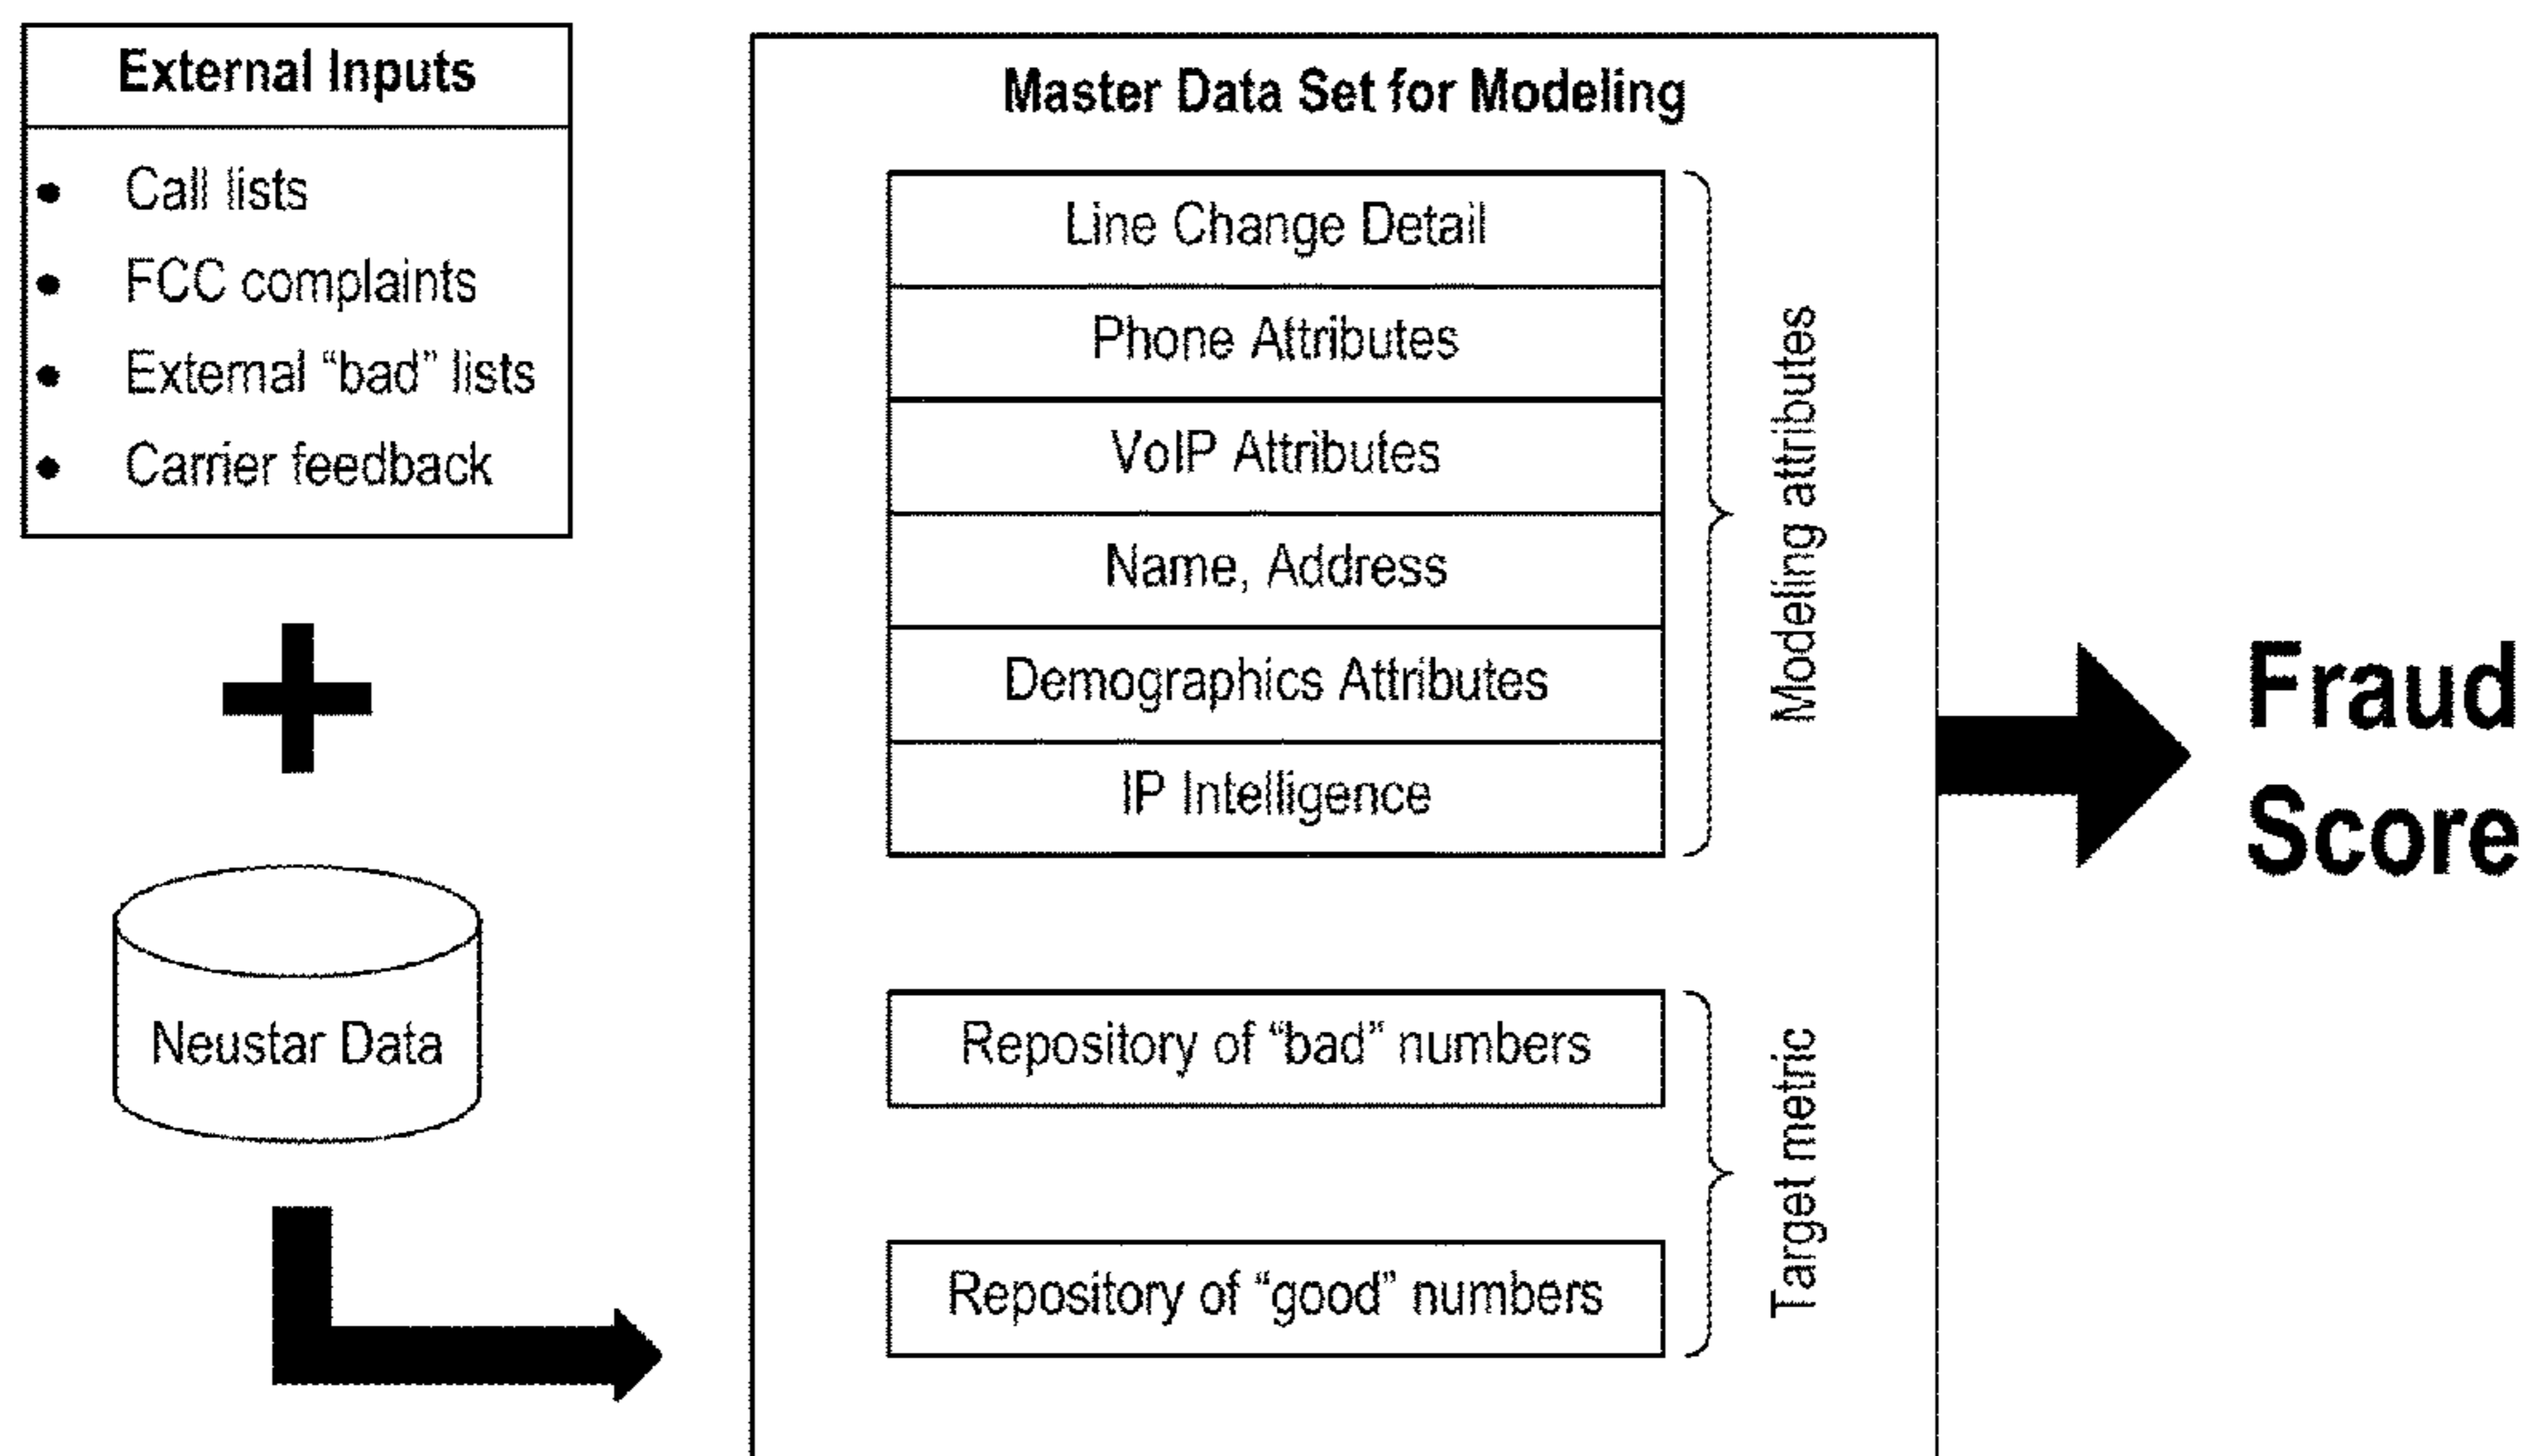 External Inputs
• Call lists
• FCC complaints
• External “bad” lists
• Carrier feedback
Neustar Data
Master Data Set for Modeling
Line Change Detail
Phone Attributes
VoIP Attributes
Name, Address
Demographics Attributes
IP Intelligence
Modeling attributes
Repository of “bad” numbers
Repository of “good” numbers
Target metric
Fraud
Score